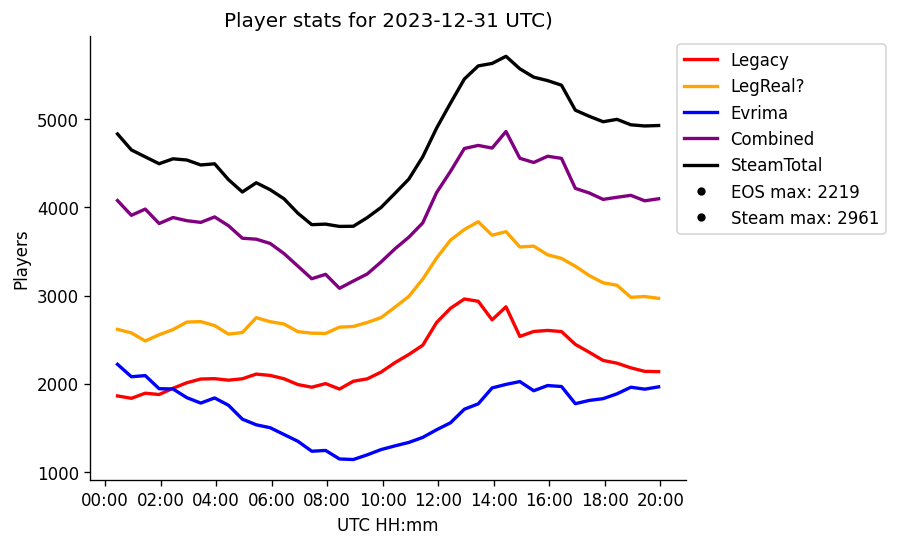 Player stats for 2023-12-31 UTC)
Legacy
LegReal?
Evrima
Combined
SteamTotal
EOS max: 2219
Steam max: 2961
Players
5000
4000
3000
2000
1000
00:00 02:00 04:00 06:00 08:00 10:00 12:00 14:00 16:00 18:00 20:00
UTC HH:mm